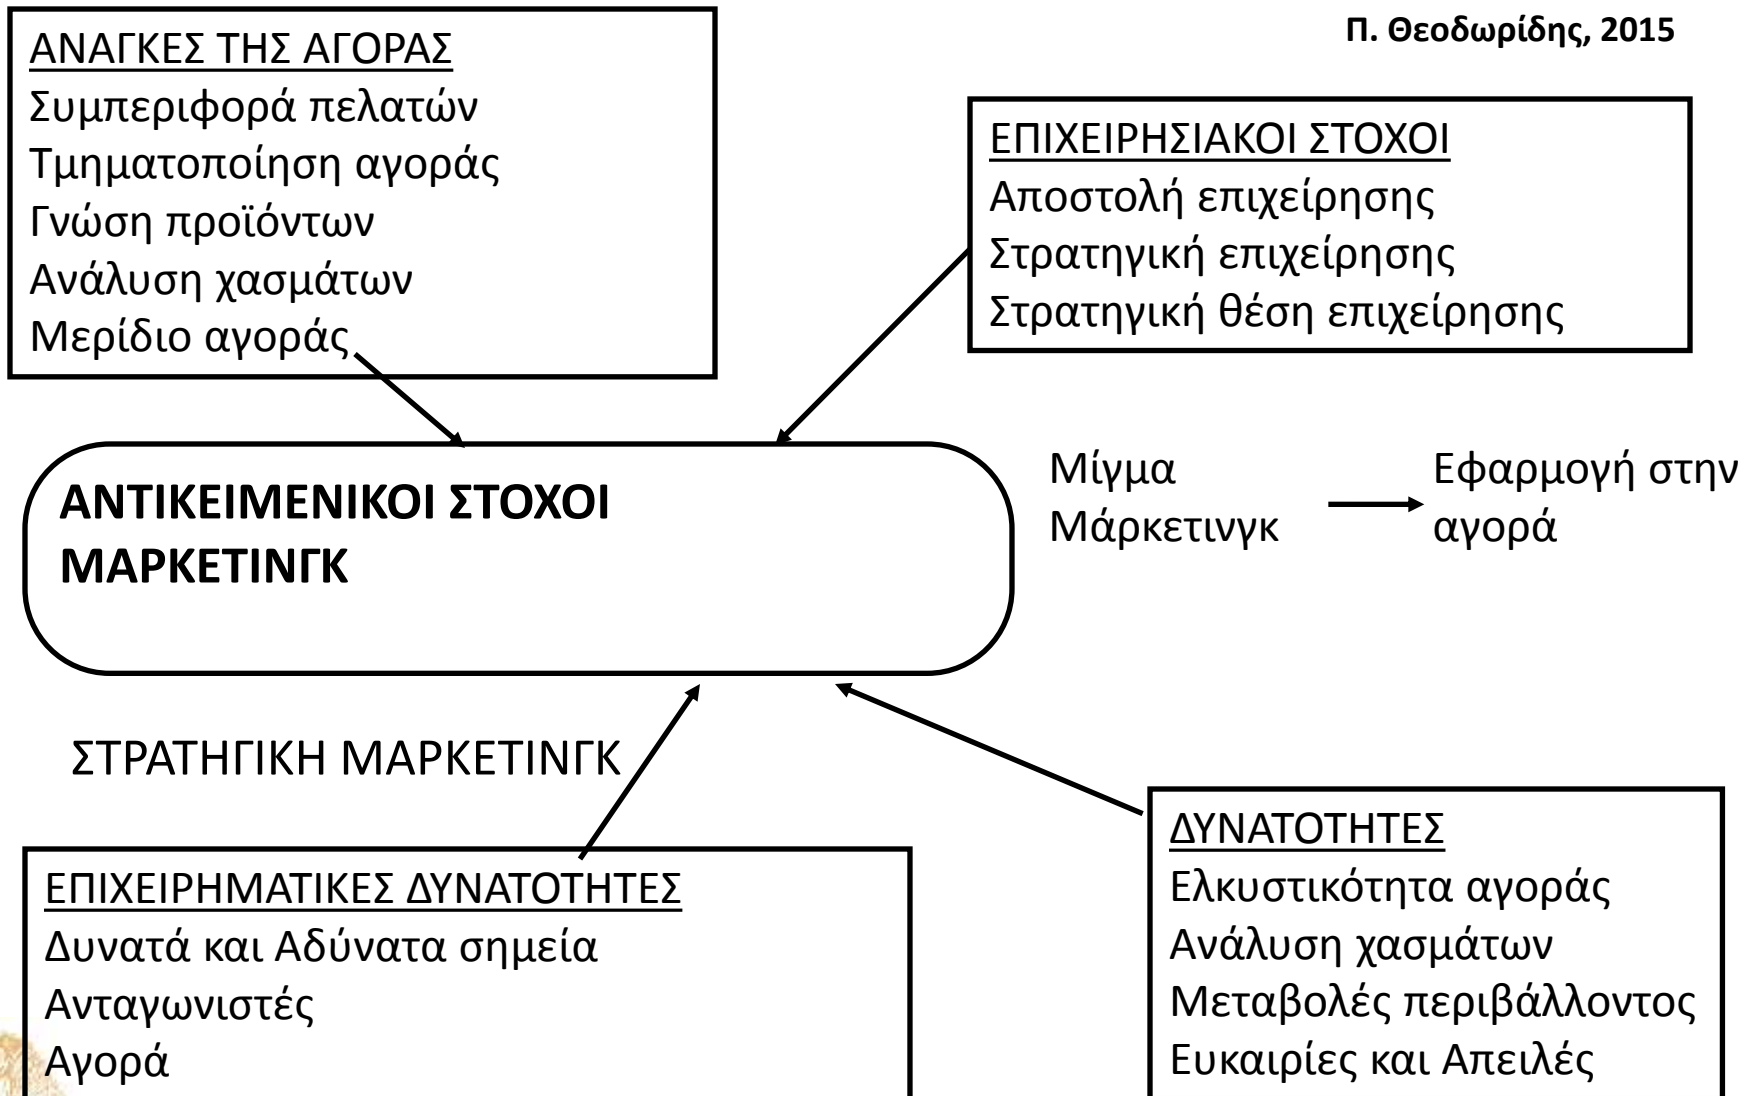 Π. Θεοδωρίδης, 2015
ΑΝΑΓΚΕΣ ΤΗΣ ΑΓΟΡΑΣ
Συμπεριφορά πελατών
Τμηματοποίηση αγοράς
Γνώση προϊόντων
Ανάλυση χασμάτων
Μερίδιο αγοράς
ΕΠΙΧΕΙΡΗΣΙΑΚΟΙ ΣΤΟΧΟΙ
Αποστολή επιχείρησης
Στρατηγική επιχείρησης
Στρατηγική θέση επιχείρησης
ΑΝΤΙΚΕΙΜΕΝΙΚΟΙ ΣΤΟΧΟΙ
ΜΑΡΚΕΤΙΝΓΚ
Μίγμα
Μάρκετινγκ
Εφαρμογή στην
αγορά
ΣΤΡΑΤΗΓΙΚΗ ΜΑΡΚΕΤΙΝΓΚ
ΕΠΙΧΕΙΡΗΜΑΤΙΚΕΣ ΔΥΝΑΤΟΤΗΤΕΣ
Δυνατά και Αδύνατα σημεία
Ανταγωνιστές
Αγορά
ΔΥΝΑΤΟΤΗΤΕΣ
Ελκυστικότητα αγοράς
Ανάλυση χασμάτων
Μεταβολές περιβάλλοντος
Ευκαιρίες και Απειλές